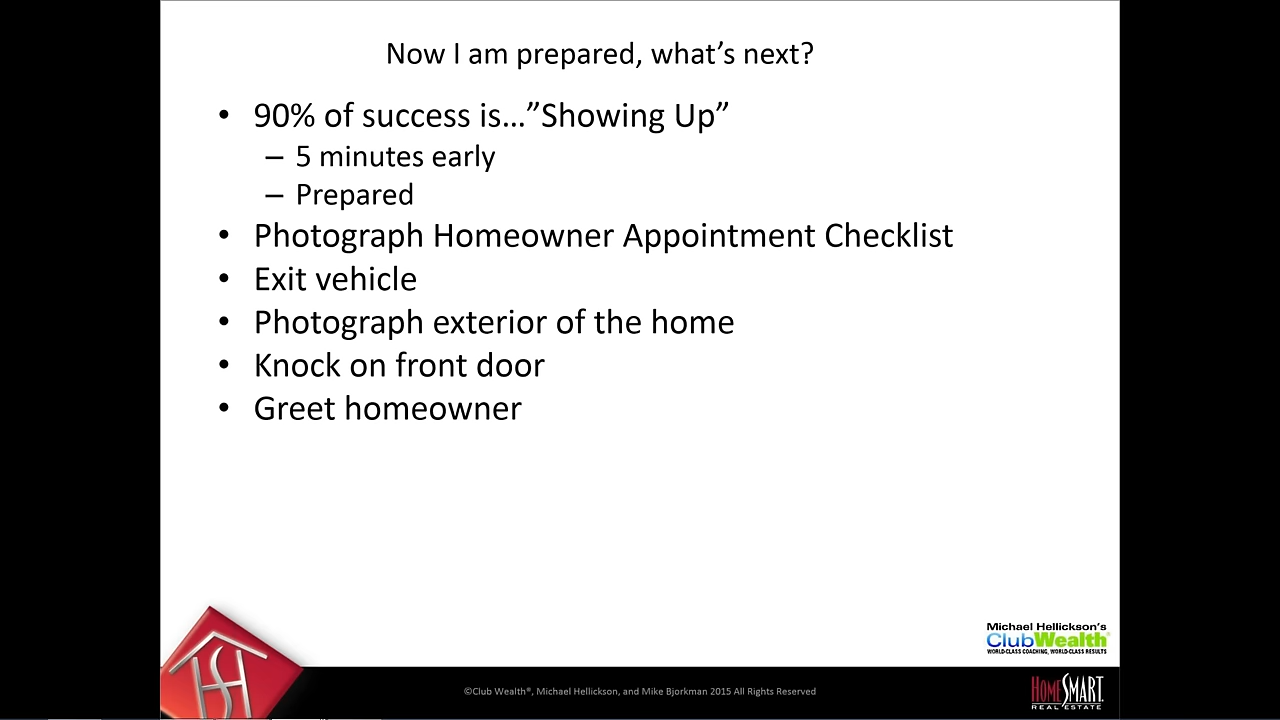 Now I am prepared, what’s next?
• 90% of success is…”Showing Up”
– 5 minutes early
– Prepared
• Photograph Homeowner Appointment Checklist
• Exit vehicle
• Photograph exterior of the home
• Knock on front door
• Greet homeowner
Michael Hellickson's
ClubWealth®
WORLD-CLASS COACHING, WORLD-CLASS RESULTS
©Club Wealth®, Michael Hellickson, and Mike Bjorkman 2015 All Rights Reserved
HOMESMART
REAL ESTATE